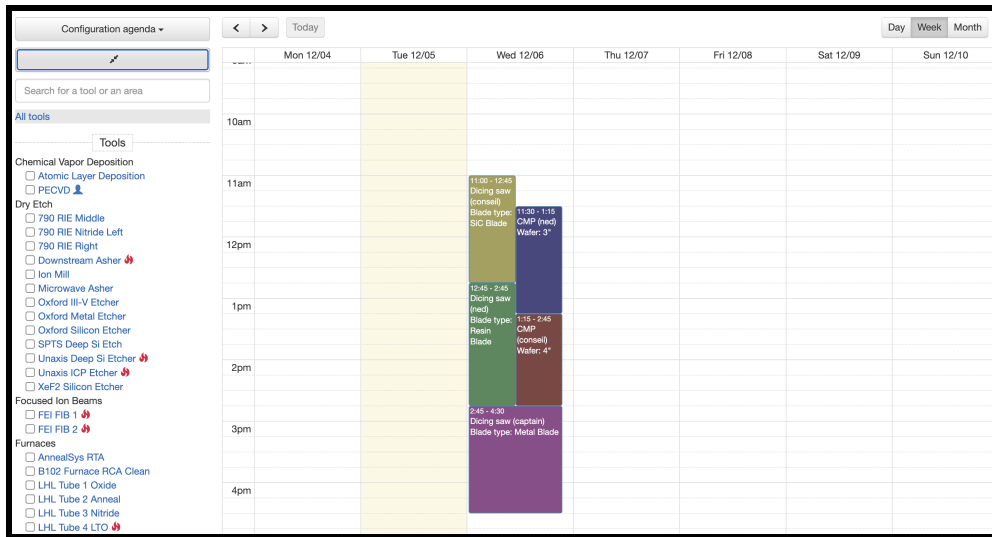 Configuration agenda
Today
Day Week Month
Search for a tool or an area
All tools
Tools
Chemical Vapor Deposition
Atomic Layer Deposition
PECVD
Dry Etch
790 RIE Middle
790 RIE Nitride Left
790 RIE Right
Downstream Asher
Ion Mill
Microwave Asher
Oxford III-V Etcher
Oxford Metal Etcher
Oxford Silicon Etcher
SPTS Deep Si Etch
Unaxis Deep Si Etcher
Unaxis ICP Etcher
XeF2 Silicon Etcher
Focused Ion Beams
FEI FIB 1
FEI FIB 2
Furnaces
AnnealSys RTA
B102 Furnace RCA Clean
LHL Tube 1 Oxide
LHL Tube 2 Anneal
LHL Tube 3 Nitride
LHL Tube 4 LTO
Mon 12/04 Tue 12/05 Wed 12/06 Thu 12/07 Fri 12/08 Sat 12/09 Sun 12/10
10am
11am
12pm
1pm
2pm
3pm
4pm
11:00 - 12:45
Dicing saw
(conseil)
Blade type:
SiC Blade
11:30 - 1:15
CMP (ned)
Wafer: 3"
12:45 - 2:45
Dicing saw
(ned)
Blade type:
Resin
Blade
1:15 - 2:45
CMP
(conseil)
Wafer: 4"
2:45 - 4:30
Dicing saw (captain)
Blade type: Metal Blade